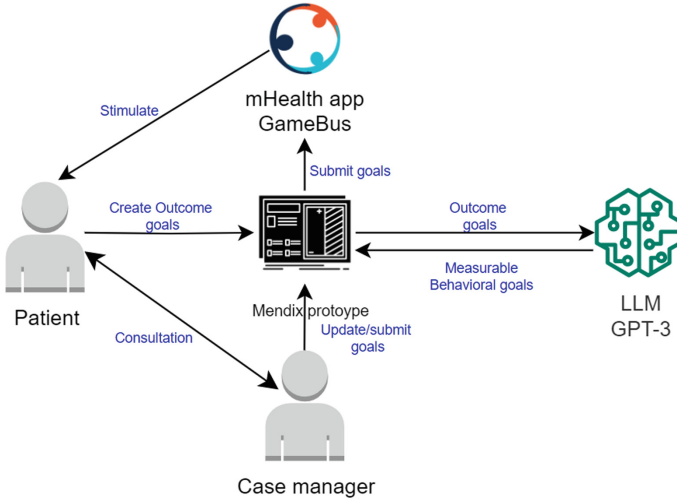 mHealth app
GameBus
Stimulate
Submit goals
Create Outcome
goals
Outcome
goals
Measurable
Behavioral goals
LLM
GPT-3
Patient
Mendix protoype
Update/submit
goals
Consultation
Case manager